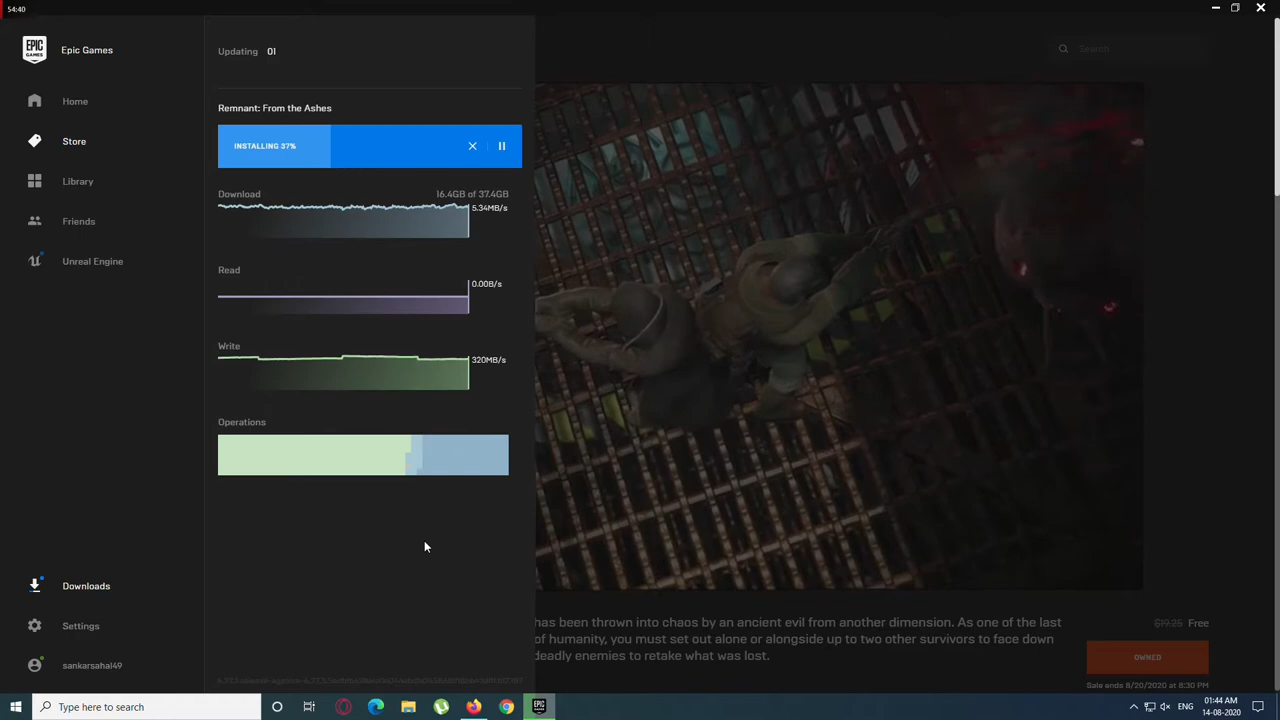 54:40
EPIC GAMES
Epic Games
Home
Store
Library
Friends
Unreal Engine
Downloads
Settings
sankarsahal49
Updating 01
Remnant: From the Ashes
INSTALLING 37%
Download 16.4GB of 37.4GB
5.34MB/s
Read
0.00B/s
Write
320MB/s
Operations
Search
has been thrown into chaos by an ancient evil from another dimension. As one of the last
of humanity, you must set out alone or alongside up to two other survivors to face down
deadly enemies to retake what was lost.
$19.25 Free
OWNED
Sale ends 8/20/2020 at 8:30 PM
Type here to search
ENG
01:44 AM
14-08-2020